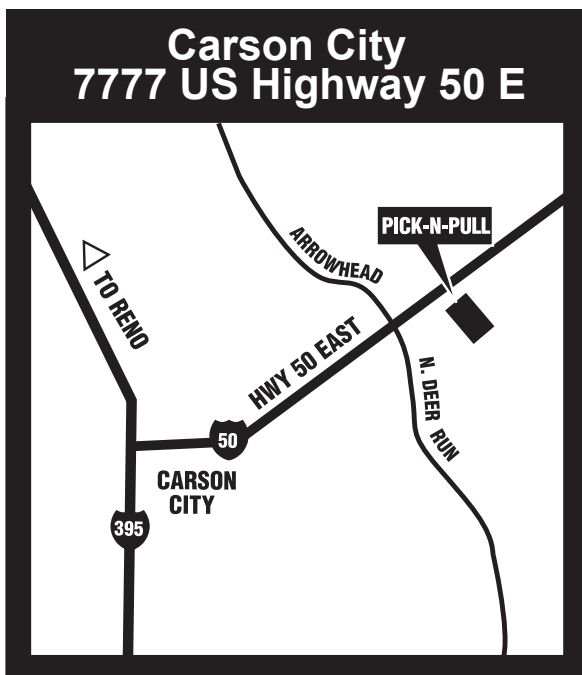 Carson City
7777 US Highway 50 E
PICK-N-PULL
ARROWHEAD
TO RENO
HWY 50 EAST
N. DEER RUN
50
CARSON
CITY
395